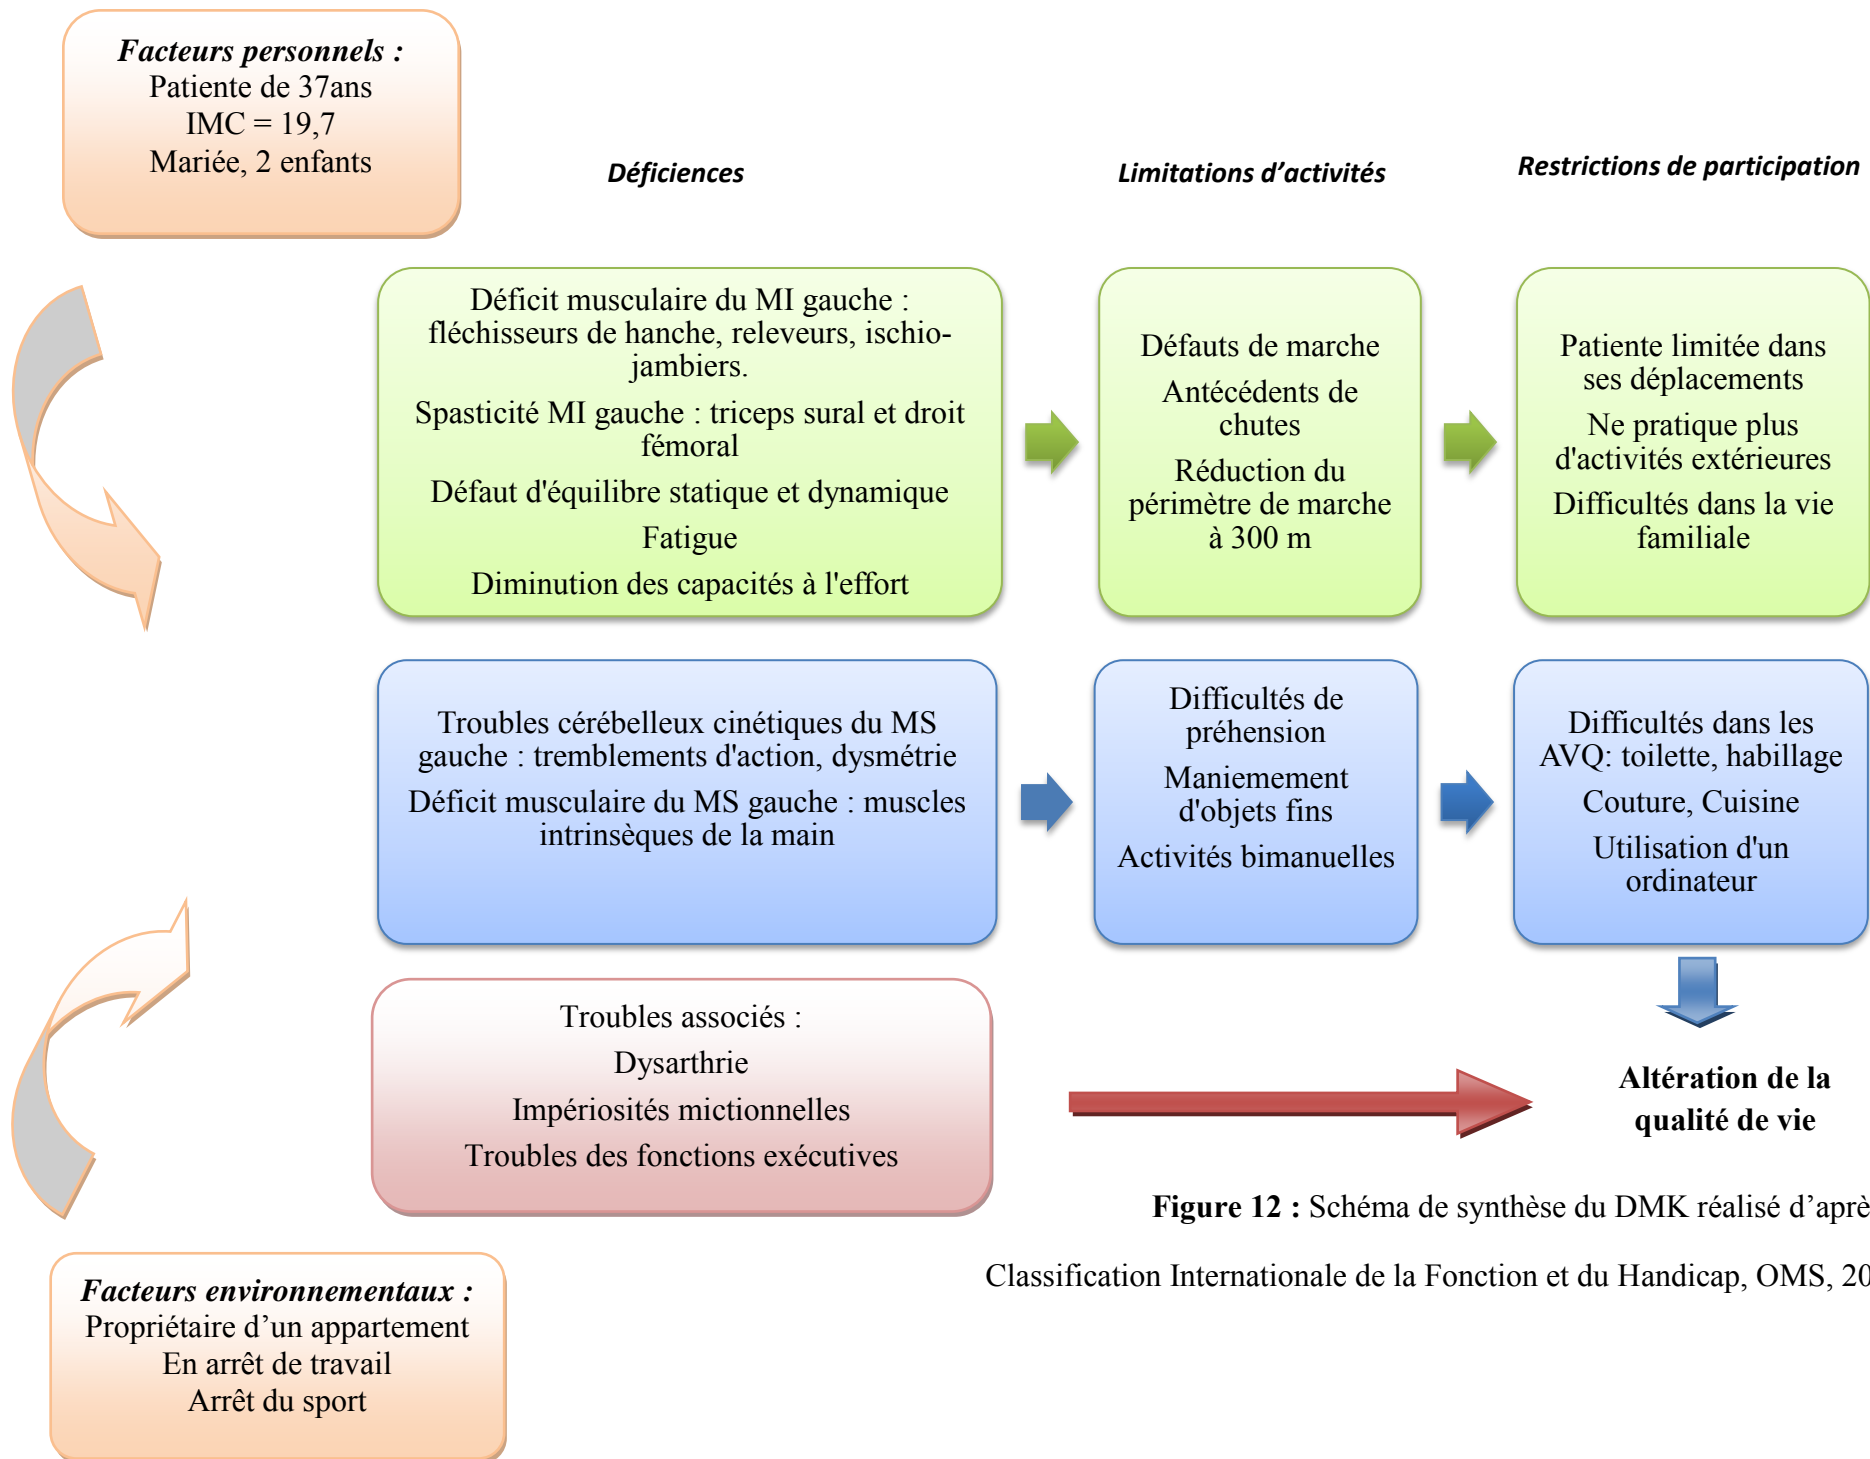 Facteurs personnels :
Patiente de 37ans
IMC = 19,7
Mariée, 2 enfants
Déficiences
Limitations d’activités
Restrictions de participation
Déficit musculaire du MI gauche :
fléchisseurs de hanche, releveurs, ischio-
jambiers.
Spasticité MI gauche : triceps sural et droit
fémoral
Défaut d'équilibre statique et dynamique
Fatigue
Diminution des capacités à l'effort
Défauts de marche
Antécédents de
chutes
Réduction du
périmètre de marche
à 300 m
Patiente limitée dans
ses déplacements
Ne pratique plus
d'activités extérieures
Difficultés dans la vie
familiale
Troubles cérébelleux cinétiques du MS
gauche : tremblements d'action, dysmétrie
Déficit musculaire du MS gauche : muscles
intrinsèques de la main
Difficultés de
préhension
Maniemement
d'objets fins
Activités bimanuelles
Difficultés dans les
AVQ: toilette, habillage
Couture, Cuisine
Utilisation d'un
ordinateur
Troubles associés :
Dysarthrie
Impériosités mictionnelles
Troubles des fonctions exécutives
Altération de la
qualité de vie
Figure 12 : Schéma de synthèse du DMK réalisé d’aprè
Classification Internationale de la Fonction et du Handicap, OMS, 20
Facteurs environnementaux :
Propriétaire d’un appartement
En arrêt de travail
Arrêt du sport